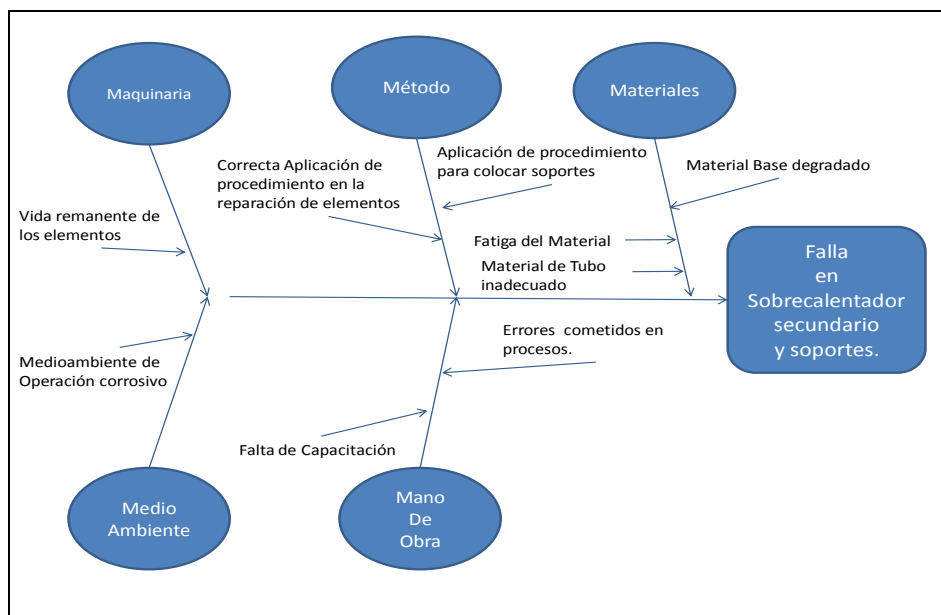 Maquinaria
Método
Materiales
Correcta Aplicación de
procedimiento en la
reparación de elementos
Aplicación de procedimiento
para colocar soportes
Material Base degradado
Vida remanente de
los elementos
Fatiga del Material
Material de Tubo
inadecuado
Falla
en
Sobrecalentador
secundario
y soportes.
Medioambiente de
Operación corrosivo
Errores cometidos en
procesos.
Falta de Capacitación
Medio
Ambiente
Mano
De
Obra